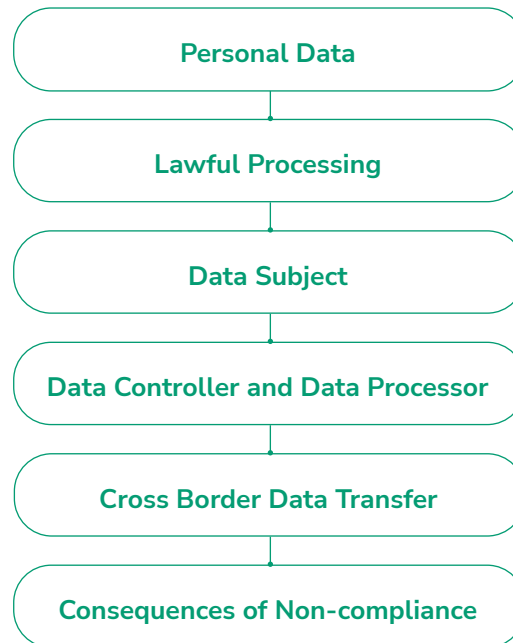 Personal Data
Lawful Processing
Data Subject
Data Controller and Data Processor
Cross Border Data Transfer
Consequences of Non-compliance